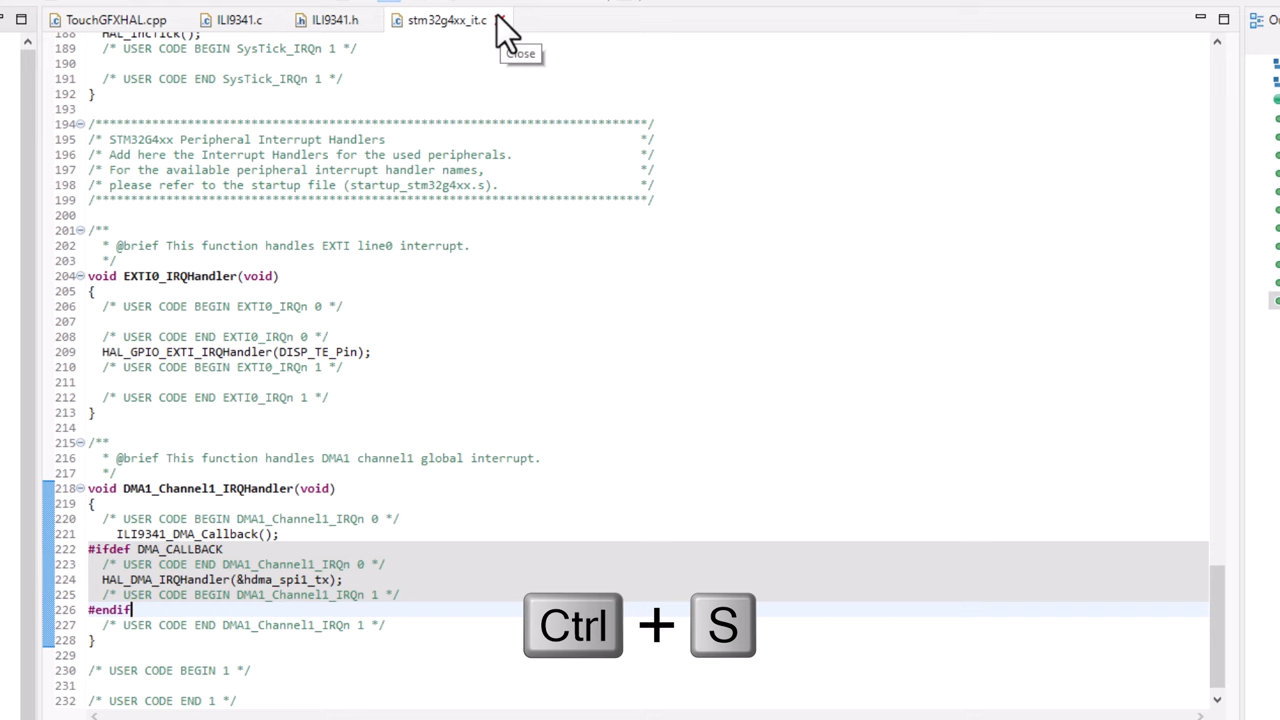 TouchGFXHAL.cpp ILI9341.c ILI9341.h stm32g4xx_it.c
Close
188 HAL_IncTick();
189 /* USER CODE BEGIN SysTick_IRQn 1 */
190
191 /* USER CODE END SysTick_IRQn 1 */
192 }
193
194 /******************************************************************************/
195 /* STM32G4xx Peripheral Interrupt Handlers */
196 /* Add here the Interrupt Handlers for the used peripherals. */
197 /* For the available peripheral interrupt handler names, */
198 /* please refer to the startup file (startup_stm32g4xx.s). */
199 /******************************************************************************/
200
201 /**
202 * @brief This function handles EXTI line0 interrupt.
203 */
204 void EXTI0_IRQHandler(void)
205 {
206 /* USER CODE BEGIN EXTI0_IRQn 0 */
207
208 /* USER CODE END EXTI0_IRQn 0 */
209 HAL_GPIO_EXTI_IRQHandler(DISP_TE_Pin);
210 /* USER CODE BEGIN EXTI0_IRQn 1 */
211
212 /* USER CODE END EXTI0_IRQn 1 */
213 }
214
215 /**
216 * @brief This function handles DMA1 channel1 global interrupt.
217 */
218 void DMA1_Channel1_IRQHandler(void)
219 {
220 /* USER CODE BEGIN DMA1_Channel1_IRQn 0 */
221 ILI9341_DMA_Callback();
222 #ifdef DMA_CALLBACK
223 /* USER CODE END DMA1_Channel1_IRQn 0 */
224 HAL_DMA_IRQHandler(&hdma_spi1_tx);
225 /* USER CODE BEGIN DMA1_Channel1_IRQn 1 */
226 #endif
227 /* USER CODE END DMA1_Channel1_IRQn 1 */
228 }
229
230 /* USER CODE BEGIN 1 */
231
232 /* USER CODE END 1 */
Ctrl + S